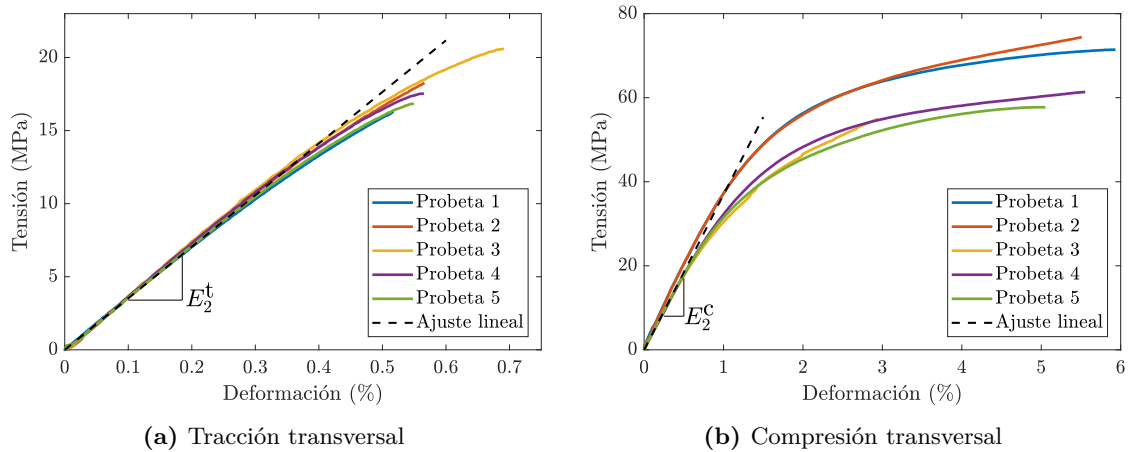 Tensión (MPa)
20
15
10
5
0
0 0.1 0.2 0.3 0.4 0.5 0.6 0.7
Deformación (%)
E₂ᵗ
Probeta 1
Probeta 2
Probeta 3
Probeta 4
Probeta 5
Ajuste lineal
(a) Tracción transversal
Tensión (MPa)
80
60
40
20
0
0 1 2 3 4 5 6
Deformación (%)
E₂ᶜ
Probeta 1
Probeta 2
Probeta 3
Probeta 4
Probeta 5
Ajuste lineal
(b) Compresión transversal